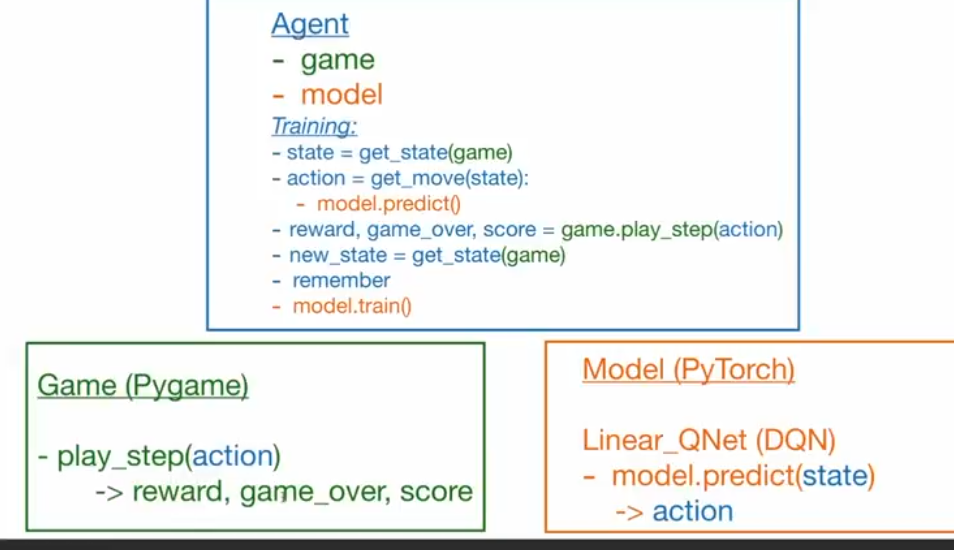 Agent
- game
- model
Training:
- state = get_state(game)
- action = get_move(state):
- model.predict()
- reward, game_over, score = game.play_step(action)
- new_state = get_state(game)
- remember
- model.train()
Game (Pygame)
- play_step(action)
-> reward, game_over, score
Model (PyTorch)
Linear_QNet (DQN)
- model.predict(state)
-> action